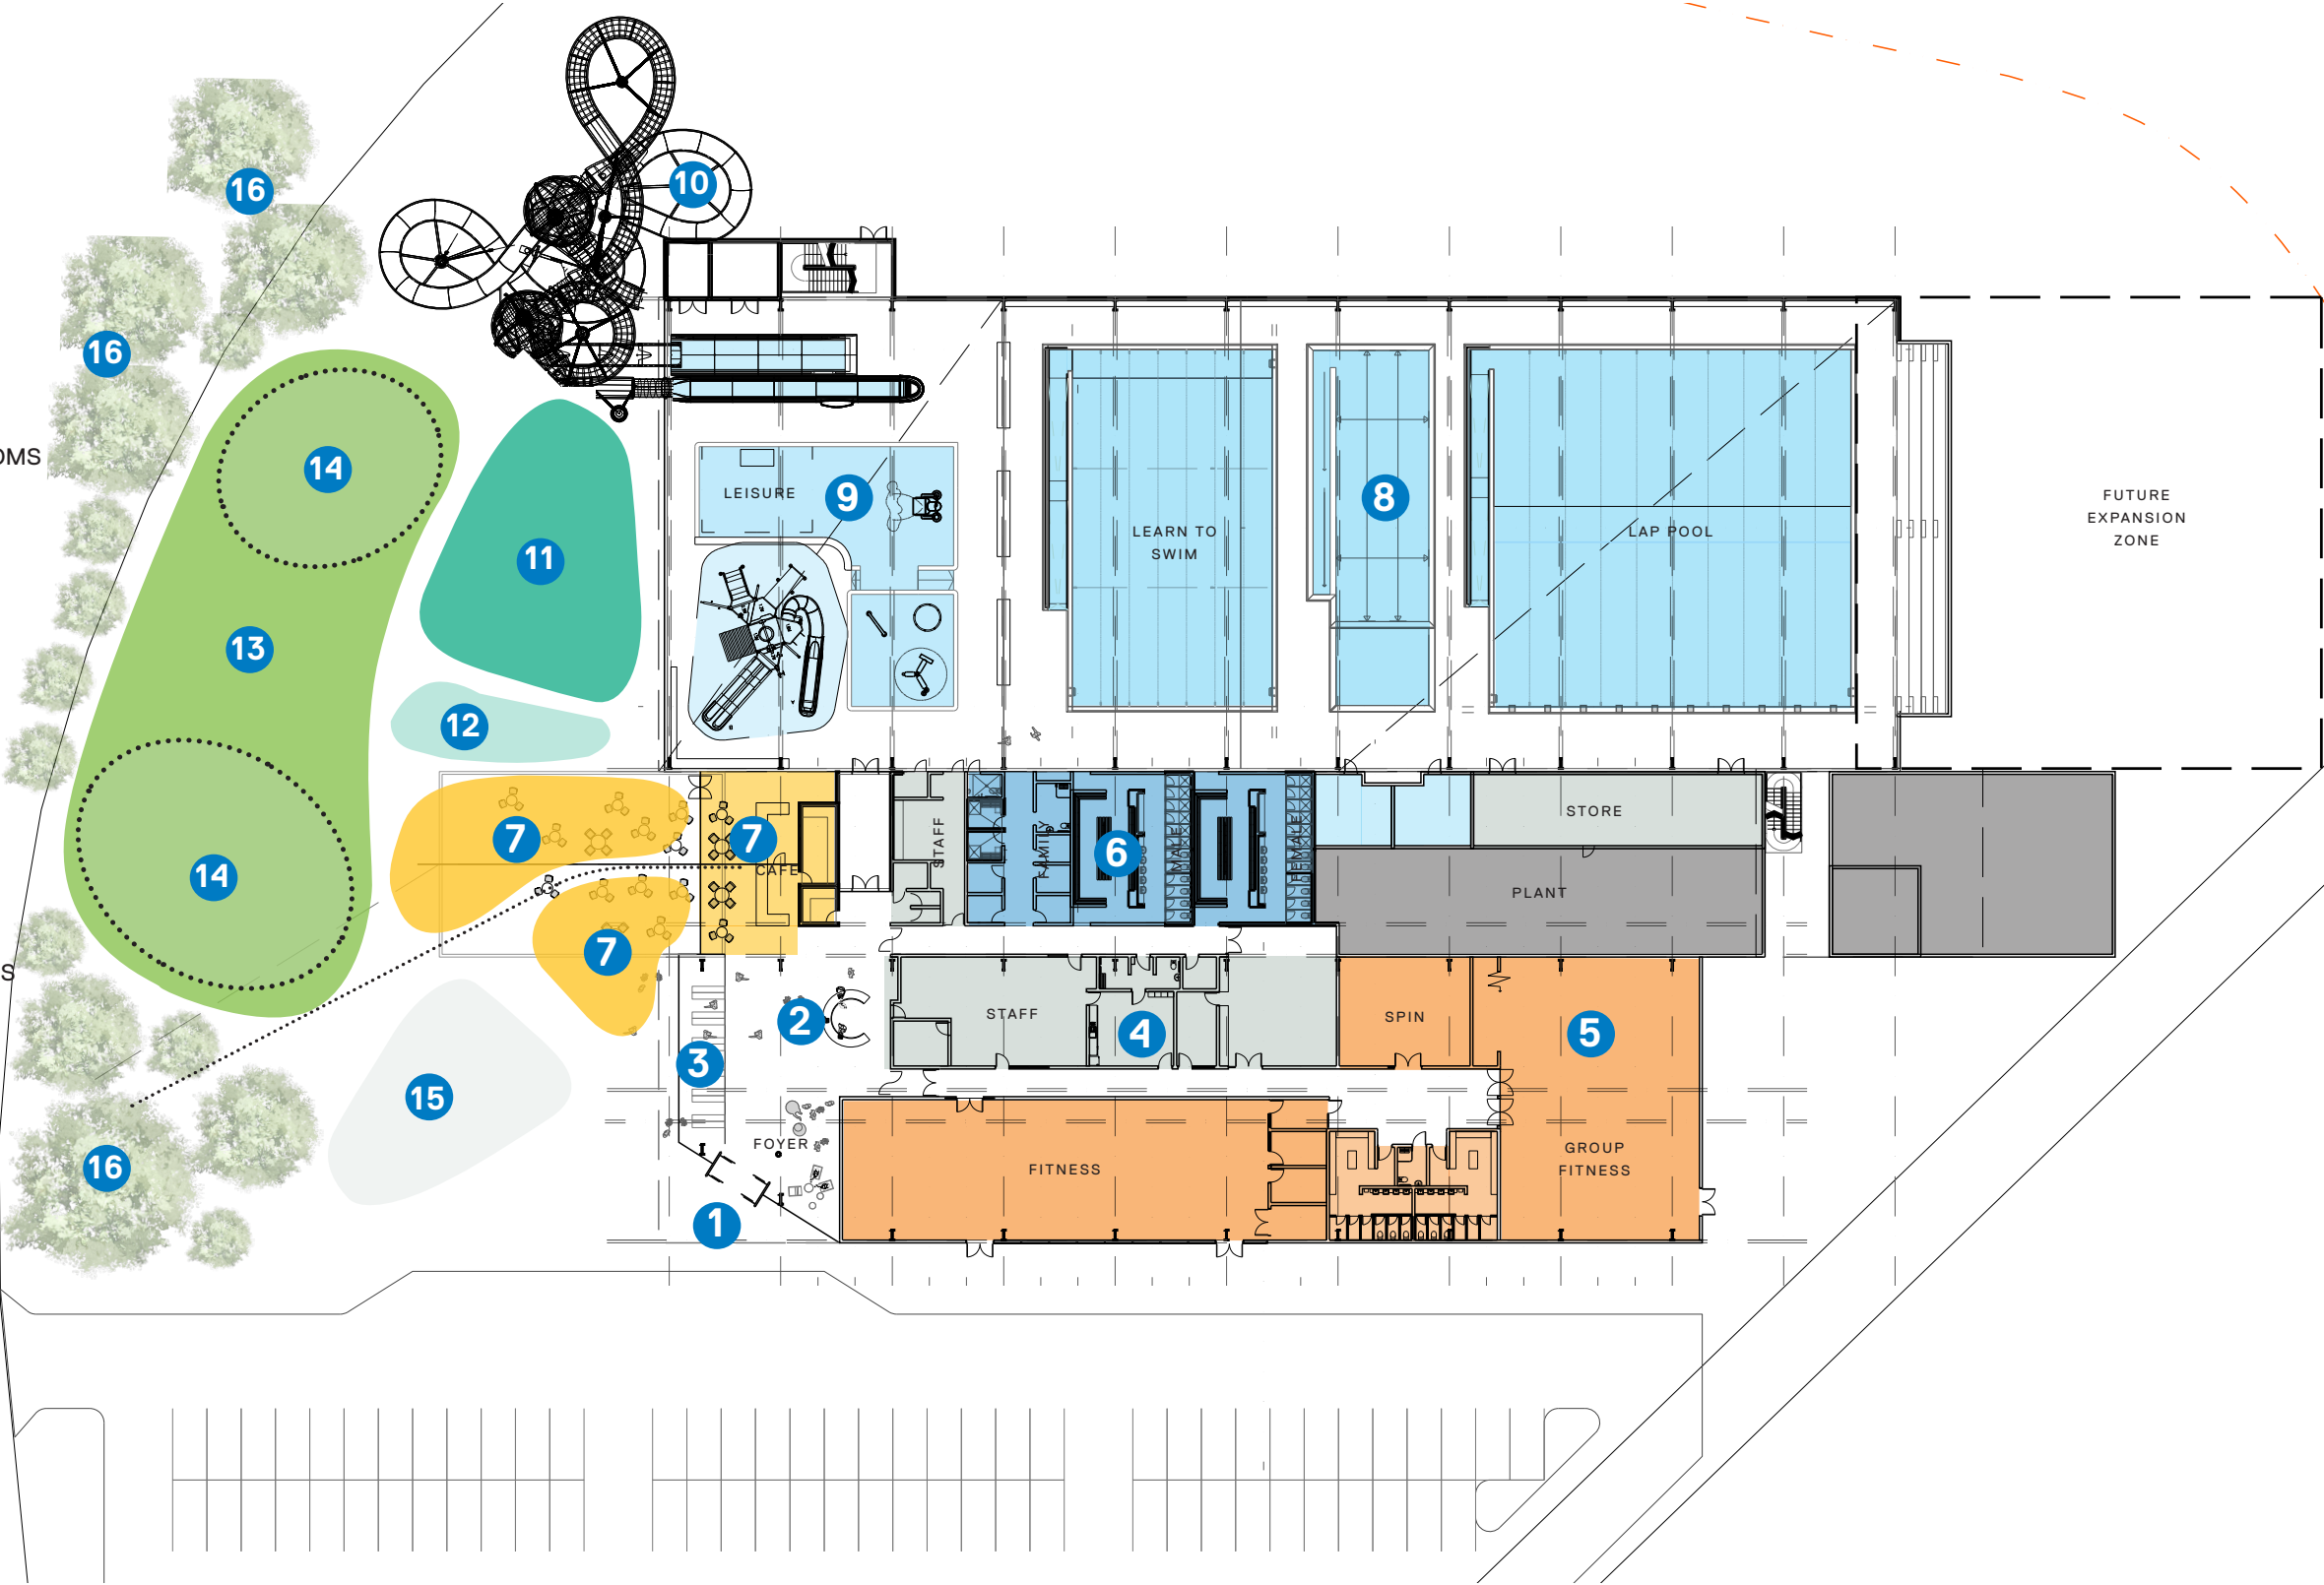 16
10
16
OMS
14
LEISURE
9
8
FUTURE
EXPANSION
ZONE
LEARN TO
SWIM
LAP POOL
11
13
12
STORE
7
7
STAFF
FAMILY
6
MALE
FEMALE
CAFE
14
PLANT
7
S
STAFF
2
4
SPIN
5
3
15
FOYER
16
FITNESS
GROUP
FITNESS
1